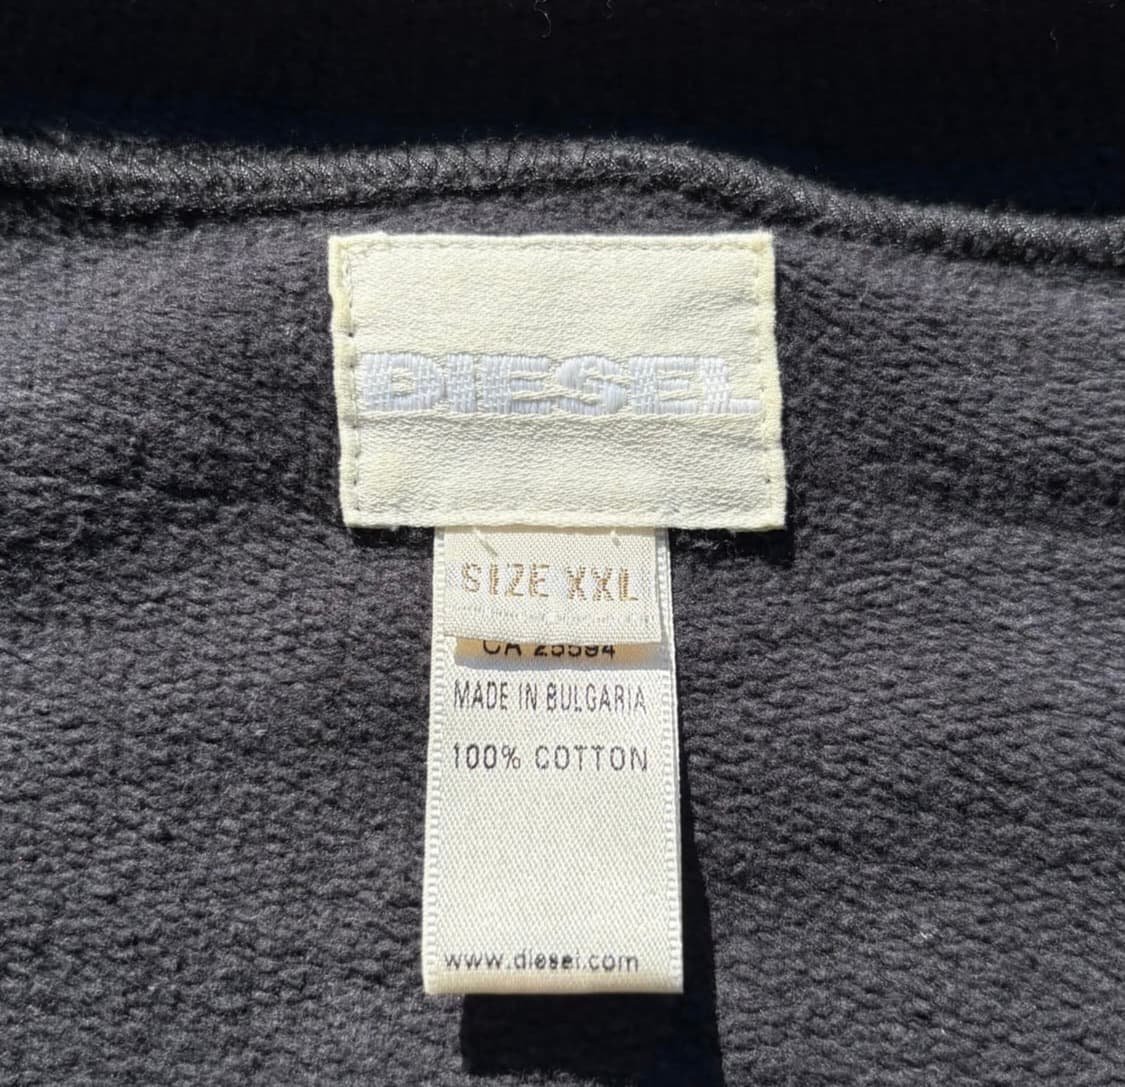 DIESEL
SIZE XXL
CA 25594
MADE IN BULGARIA
100% COTTON
www.diesel.com